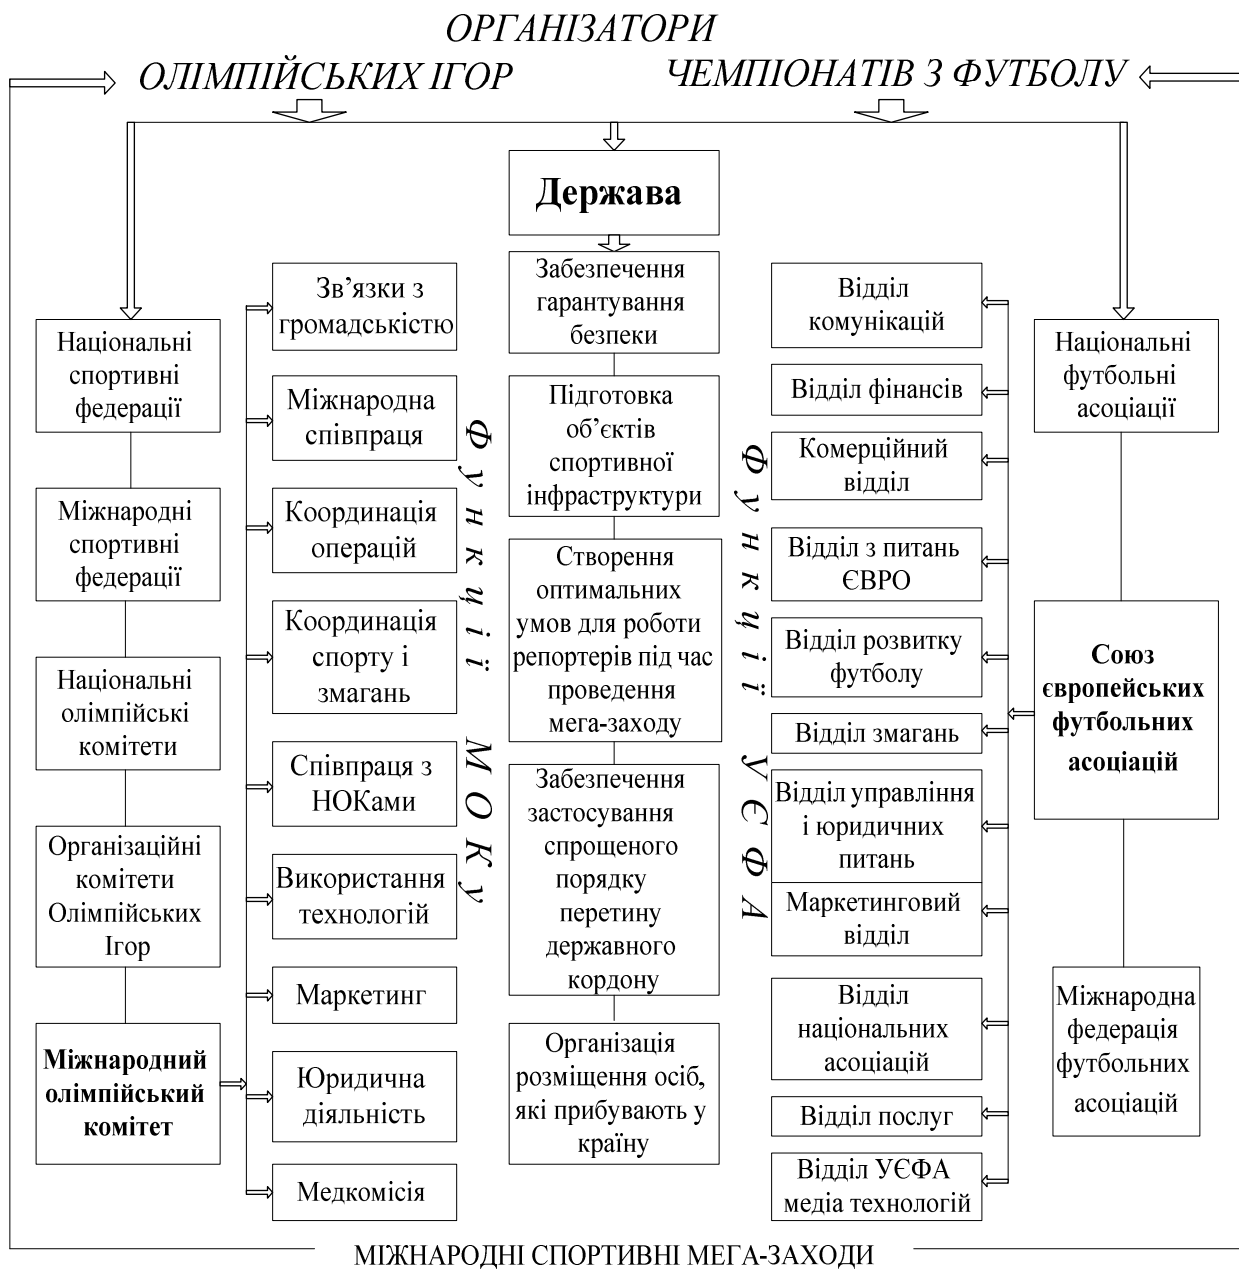 ОРГАНІЗАТОРИ
ОЛІМПІЙСЬКИХ ІГОР
ЧЕМПІОНАТІВ З ФУТБОЛУ
Держава
Національні
спортивні
федерації
Міжнародні
спортивні
федерації
Національні
олімпійські
комітети
Організаційні
комітети
Олімпійських
Ігор
Міжнародний
олімпійський
комітет
Зв’язки з
громадськістю
Міжнародна
співпраця
Координація
операцій
Координація
спорту і
змагань
Співпраця з
НОКами
Використання
технологій
Маркетинг
Юридична
діяльність
Медкомісія
Функції МОКу
Забезпечення
гарантування
безпеки
Підготовка
об’єктів
спортивної
інфраструктури
Створення
оптимальних
умов для роботи
репортерів під час
проведення
мега-заходу
Забезпечення
застосування
спрощеного
порядку
перетину
державного
кордону
Організація
розміщення осіб,
які прибувають у
країну
Функції УЄФА
Відділ
комунікацій
Відділ фінансів
Комерційний
відділ
Відділ з питань
ЄВРО
Відділ розвитку
футболу
Відділ змагань
Відділ управління
і юридичних
питань
Маркетинговий
відділ
Відділ
національних
асоціацій
Відділ послуг
Відділ УЄФА
медіа технологій
Національні
футбольні
асоціації
Союз
європейських
футбольних
асоціацій
Міжнародна
федерація
футбольних
асоціацій
МІЖНАРОДНІ СПОРТИВНІ МЕГА-ЗАХОДИ